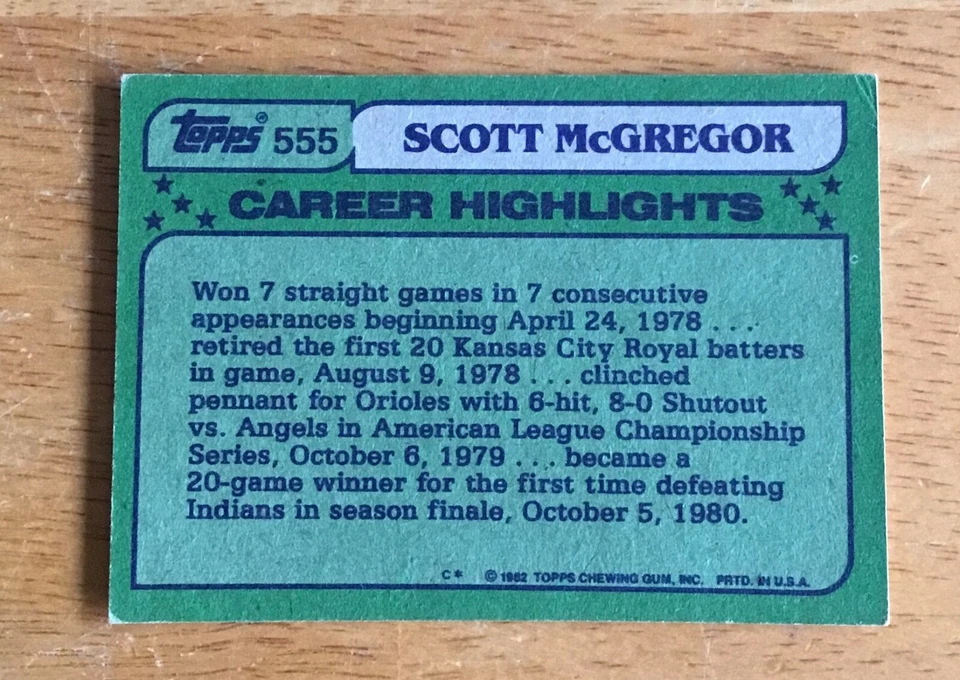 Topps® 555 SCOTT McGREGOR
CAREER HIGHLIGHTS
Won 7 straight games in 7 consecutive
appearances beginning April 24, 1978 . . .
retired the first 20 Kansas City Royal batters
in game, August 9, 1978 . . . clinched
pennant for Orioles with 6-hit, 8-0 Shutout
vs. Angels in American League Championship
Series, October 6, 1979 . . . became a
20-game winner for the first time defeating
Indians in season finale, October 5, 1980.
C* © 1982 TOPPS CHEWING GUM, INC. PRTD. IN U.S.A.